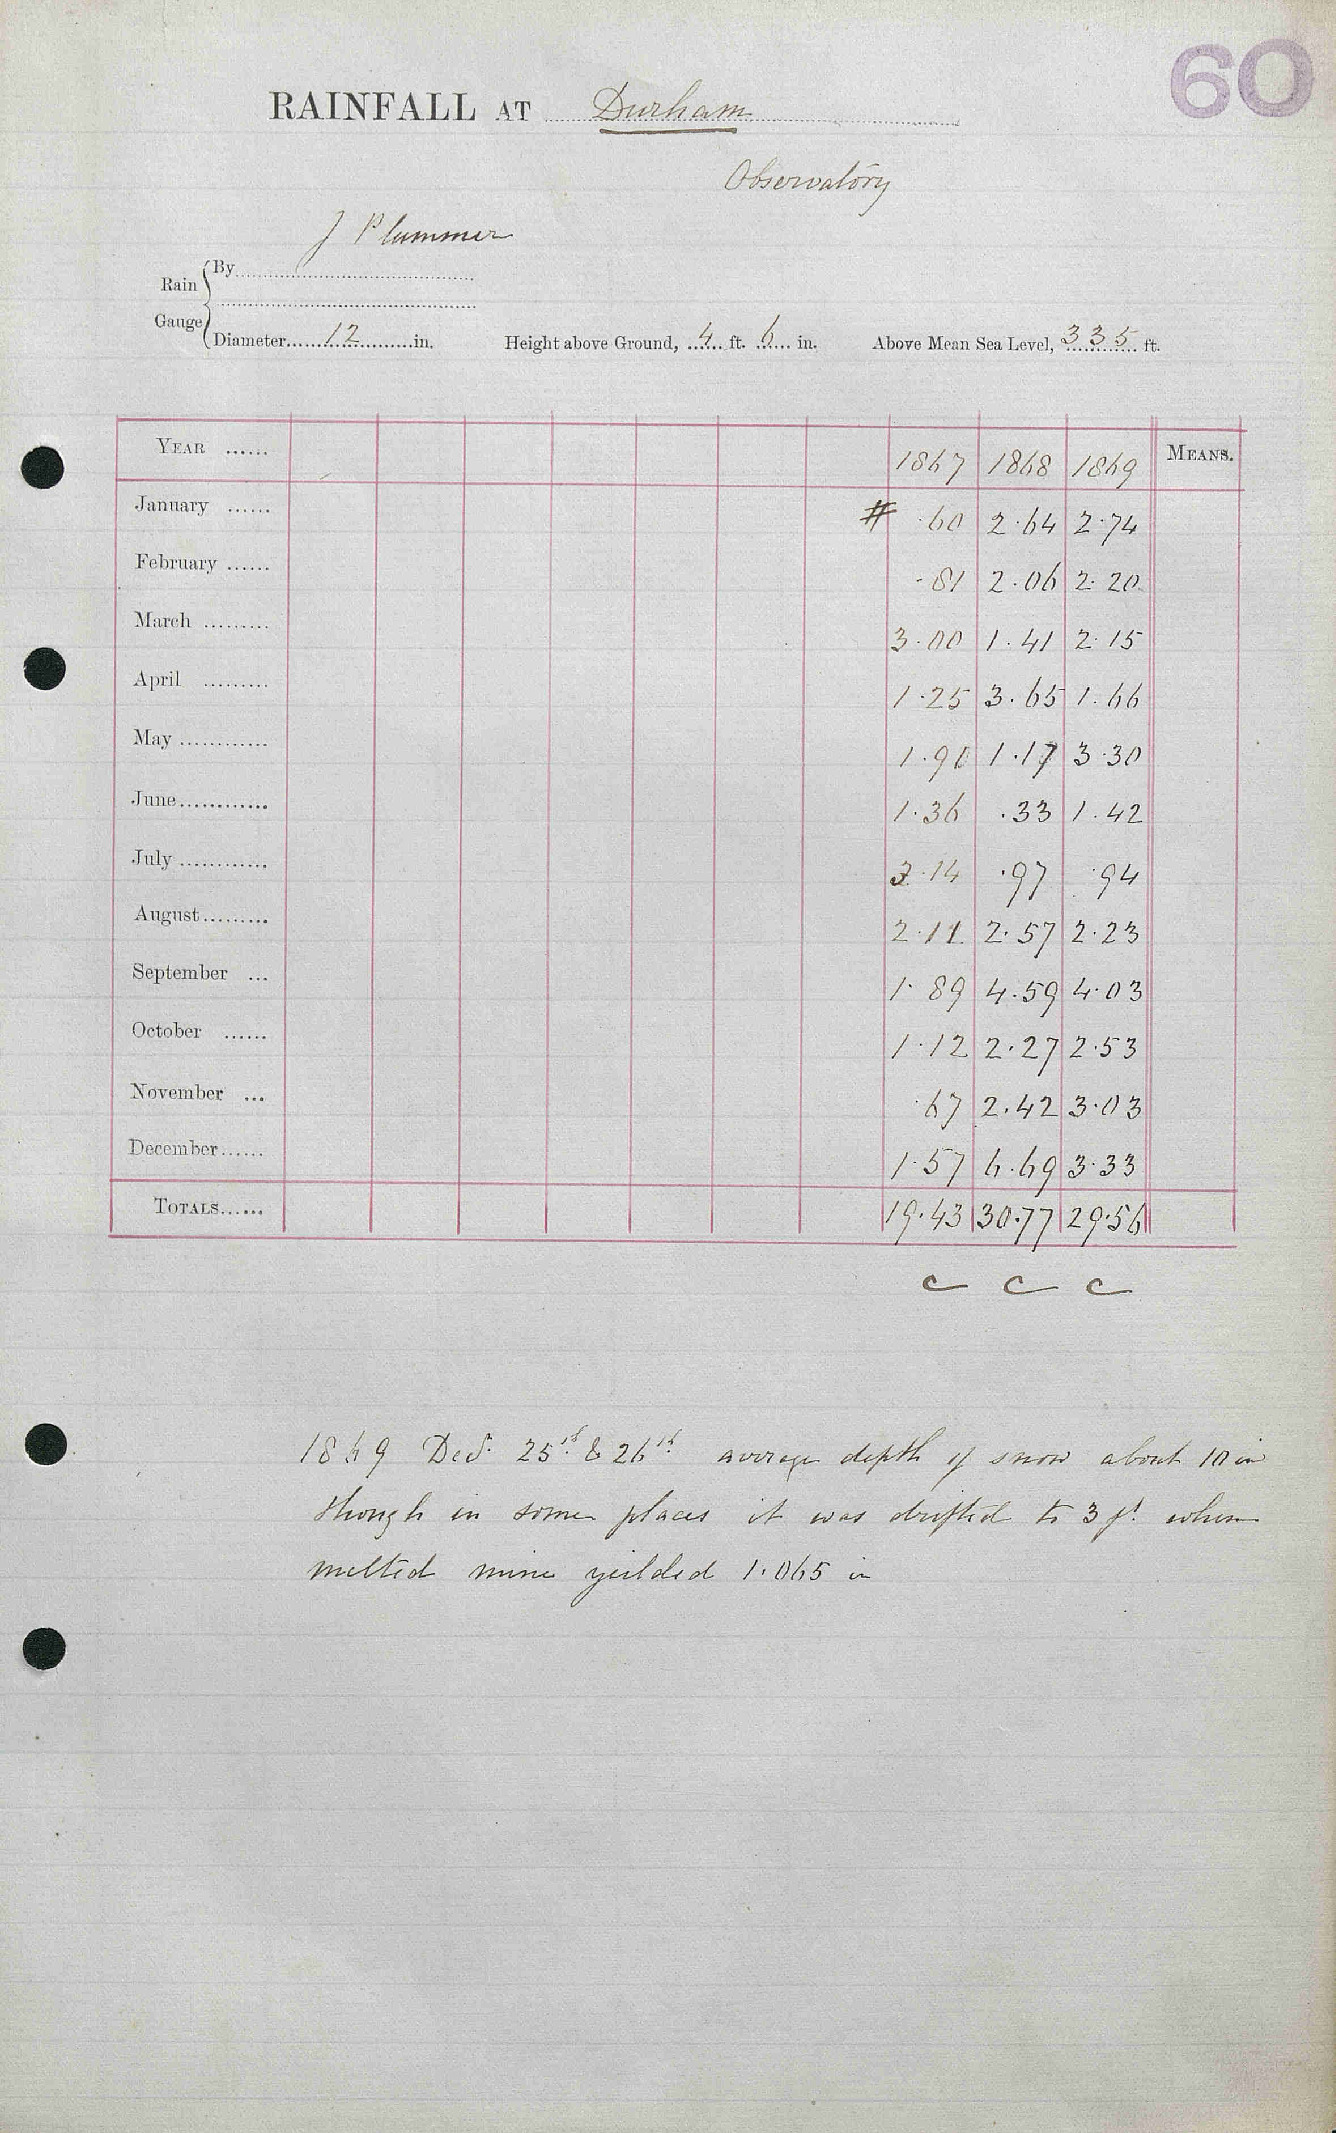 60
RAINFALL AT Durham
Observatory
J Plummer
Rain Gauge
By
Diameter 12 in. Height above Ground, 4 ft. 6 in. Above Mean Sea Level, 335 ft.
YEAR 1867 1868 1869 MEANS.
January # .60 2.64 2.74
February .81 2.06 2.20
March 3.00 1.41 2.15
April 1.25 3.65 1.66
May 1.90 1.17 3.30
June 1.36 .33 1.42
July 3.14 .97 .94
August 2.11 2.57 2.23
September 1.89 4.59 4.03
October 1.12 2.27 2.53
November .67 2.42 3.03
December 1.57 6.69 3.33
TOTALS 19.43 30.77 29.56
c c c
1869 Decr. 25th & 26th average depth of snow about 10 in
though in some places it was drifted to 3 ft. when
melted mine yeilded 1.065 in